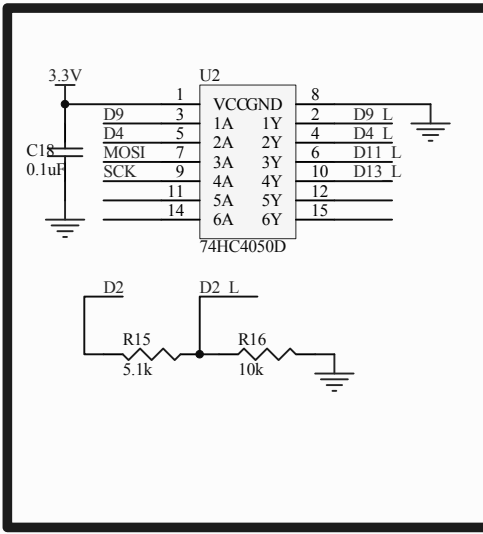 3.3V
U2
1 VCC GND 8
D9 3 1A 1Y 2 D9_L
D4 5 2A 2Y 4 D4_L
MOSI 7 3A 3Y 6 D11_L
SCK 9 4A 4Y 10 D13_L
11 5A 5Y 12
14 6A 6Y 15
C18
0.1uF
74HC4050D
D2 D2_L
R15 R16
5.1k 10k